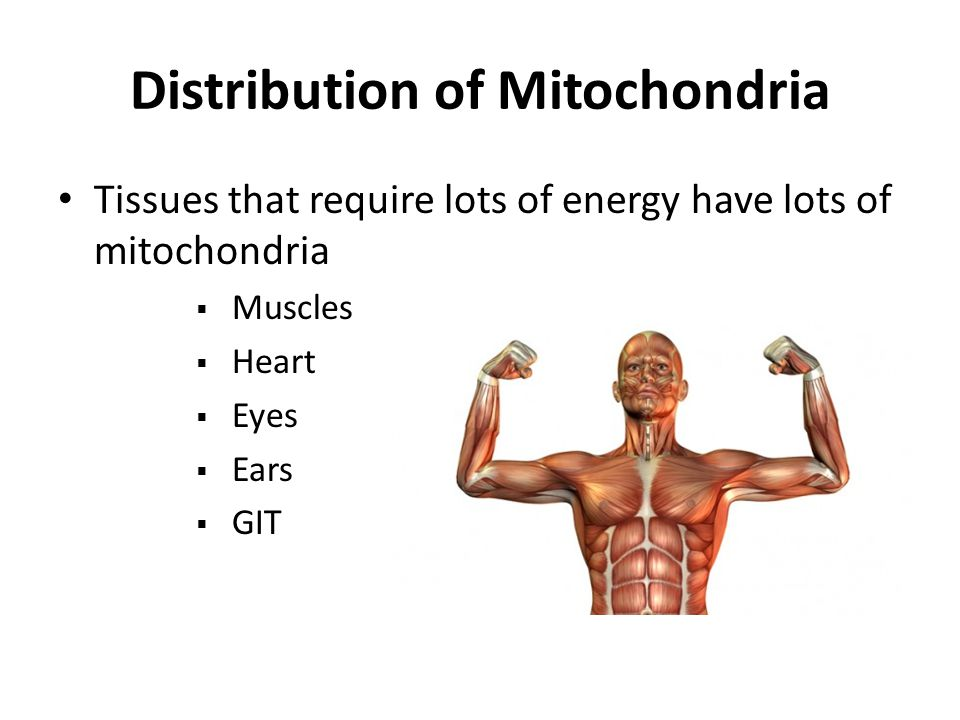 Distribution of Mitochondria
• Tissues that require lots of energy have lots of
mitochondria
▪ Muscles
▪ Heart
▪ Eyes
▪ Ears
▪ GIT